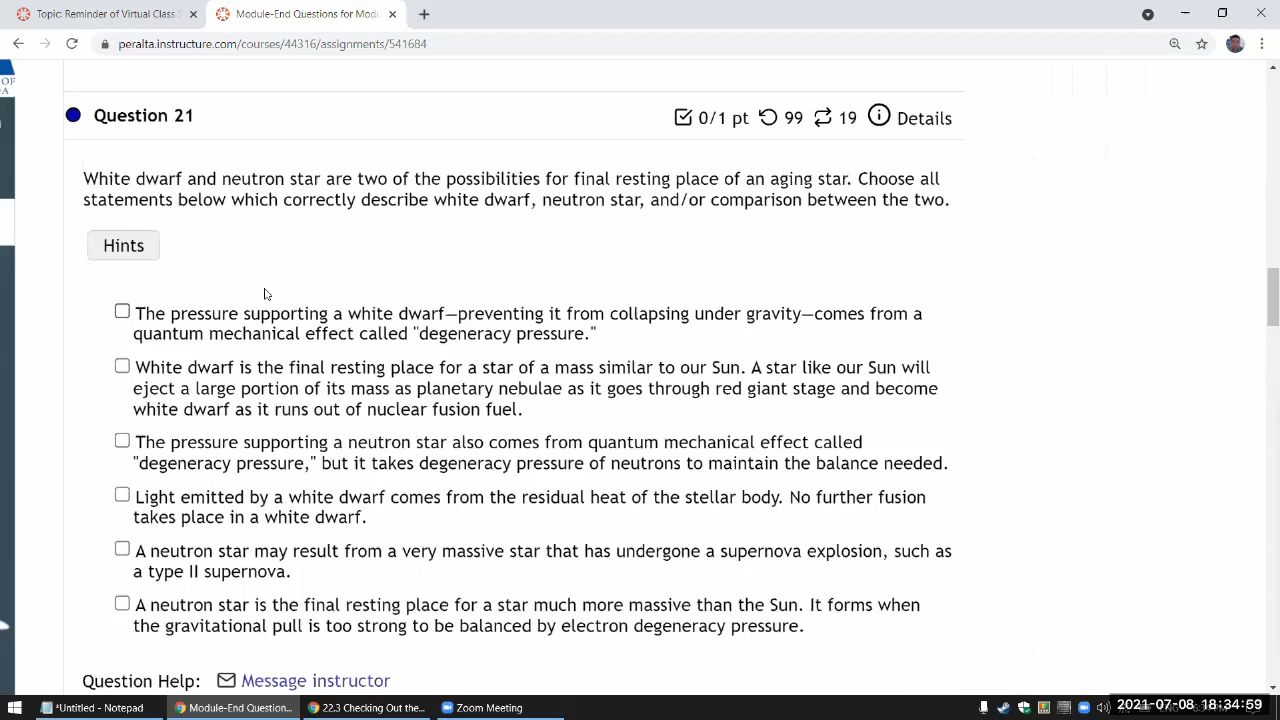 Topic: Reminder of Virtual Class S
Module-End Questions for Mod
peralta.instructure.com/courses/44316/assignments/541684
OF
DA
Question 21
0/1 pt 99 19 Details
White dwarf and neutron star are two of the possibilities for final resting place of an aging star. Choose all
statements below which correctly describe white dwarf, neutron star, and/or comparison between the two.
Hints
The pressure supporting a white dwarf—preventing it from collapsing under gravity—comes from a
quantum mechanical effect called "degeneracy pressure."
White dwarf is the final resting place for a star of a mass similar to our Sun. A star like our Sun will
eject a large portion of its mass as planetary nebulae as it goes through red giant stage and become
white dwarf as it runs out of nuclear fusion fuel.
The pressure supporting a neutron star also comes from quantum mechanical effect called
"degeneracy pressure," but it takes degeneracy pressure of neutrons to maintain the balance needed.
Light emitted by a white dwarf comes from the residual heat of the stellar body. No further fusion
takes place in a white dwarf.
A neutron star may result from a very massive star that has undergone a supernova explosion, such as
a type II supernova.
A neutron star is the final resting place for a star much more massive than the Sun. It forms when
the gravitational pull is too strong to be balanced by electron degeneracy pressure.
Question Help: Message instructor
*Untitled - Notepad
Module-End Question...
22.3 Checking Out the...
Zoom Meeting
2021-07-08 18:34:59